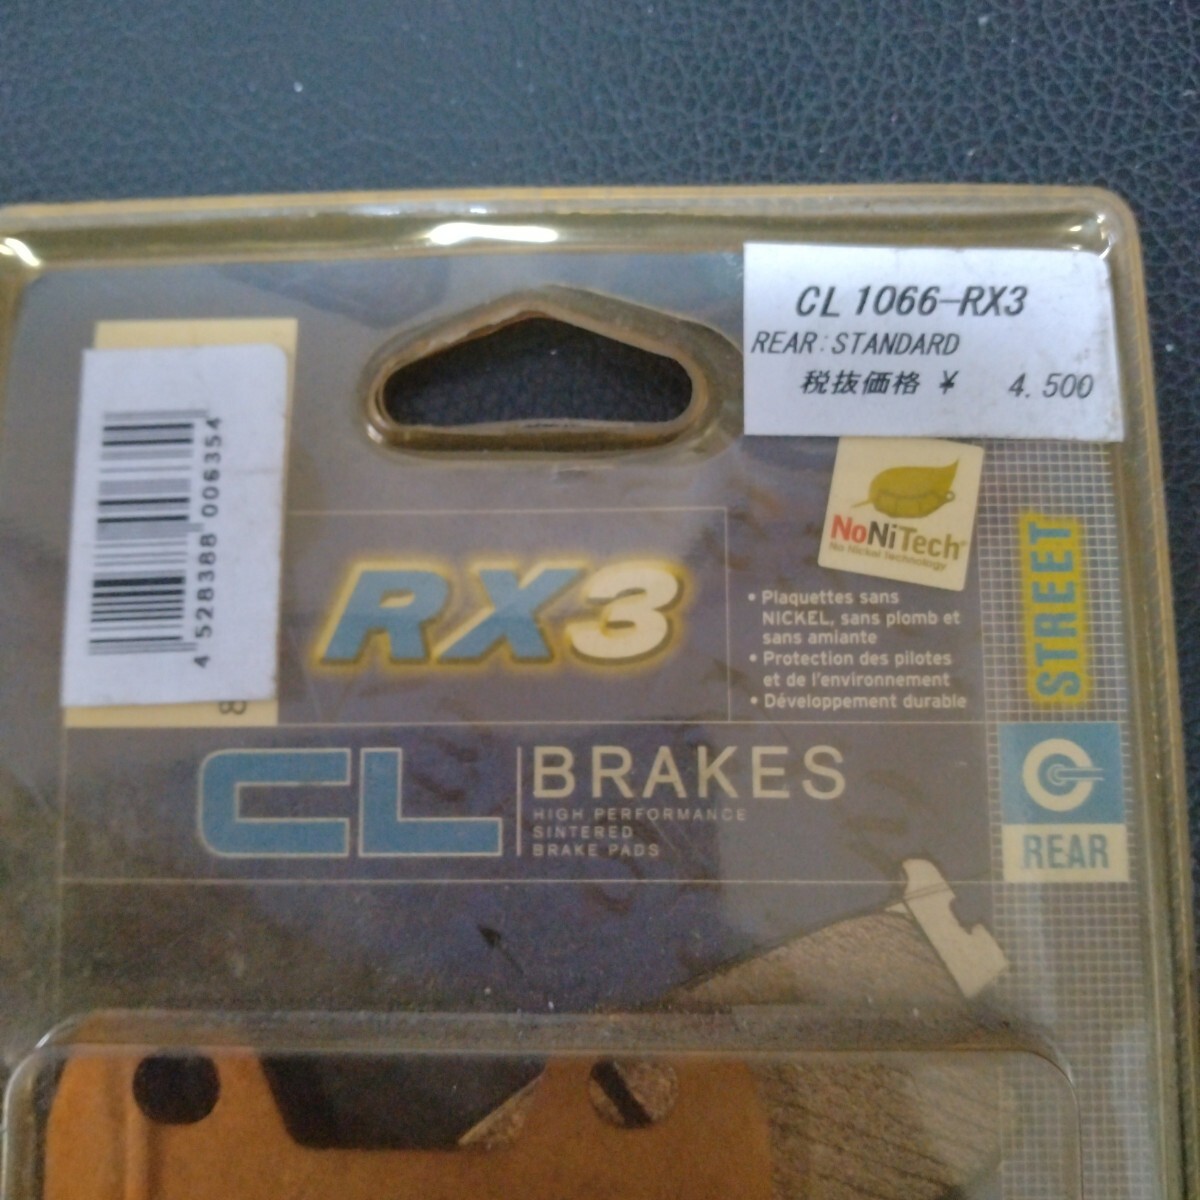 CL 1066-RX3
REAR:STANDARD
税抜価格 ¥ 4.500
4 528388 006354
8
NoNiTech
No Nickel Technology
RX3
• Plaquettes sans
NICKEL, sans plomb et
sans amiante
• Protection des pilotes
et de l'environnement
• Développement durable
STREET
CL BRAKES
HIGH PERFORMANCE
SINTERED
BRAKE PADS
REAR